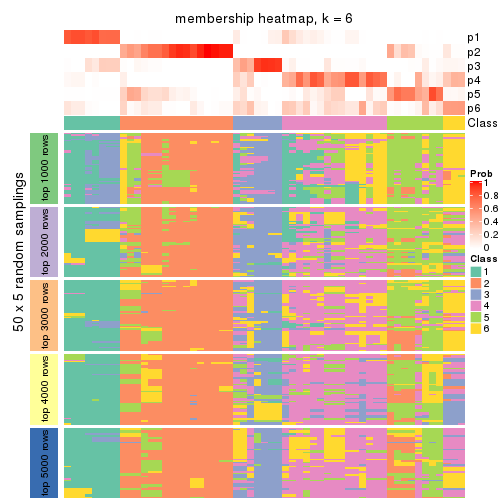 membership heatmap, k = 6
p1
p2
p3
p4
p5
p6
Class
50 x 5 random samplings
top 1000 rows
top 2000 rows
top 3000 rows
top 4000 rows
top 5000 rows
Prob
1
0.8
0.6
0.4
0.2
0
Class
1
2
3
4
5
6